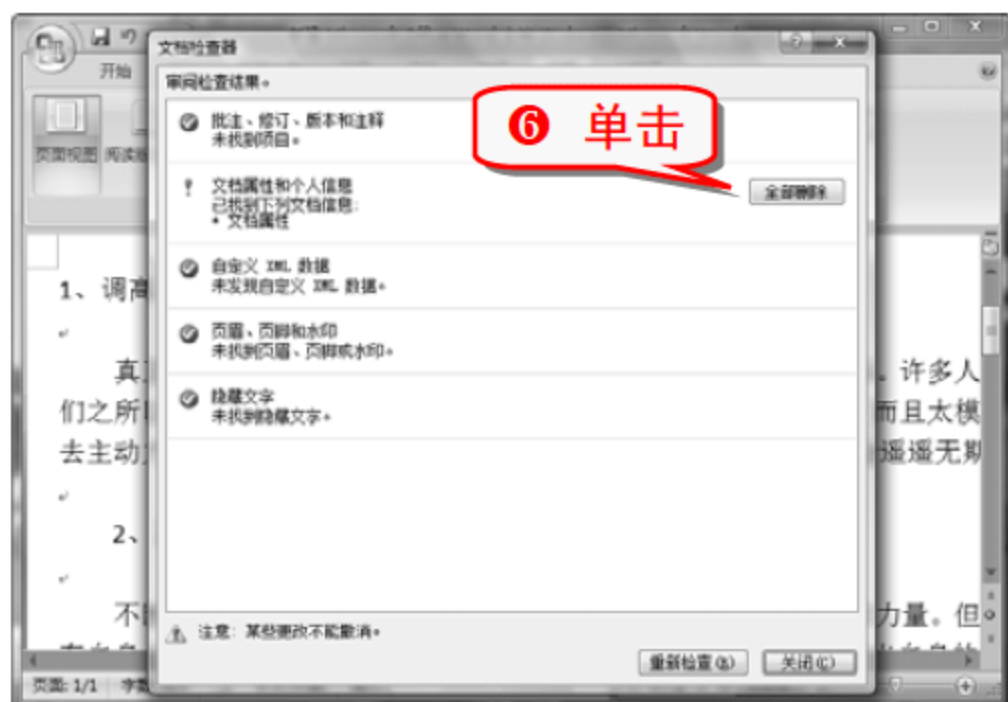 文档检查器
开始
审阅检查结果。
页面视图
批注、修订、版本和注释
未找到项目。
❻ 单击
文档属性和个人信息
已找到下列文档信息:
* 文档属性
全部删除
自定义 XML 数据
未发现自定义 XML 数据。
页眉、页脚和水印
未找到页眉、页脚或水印。
隐藏文字
未找到隐藏文字。
1、调高
真
。许多人
们之所
而且太模
去主动
遥遥无期
2、
不
力量。但
注意: 某些更改不能撤消。
重新检查(R)
关闭(C)
页面: 1/1